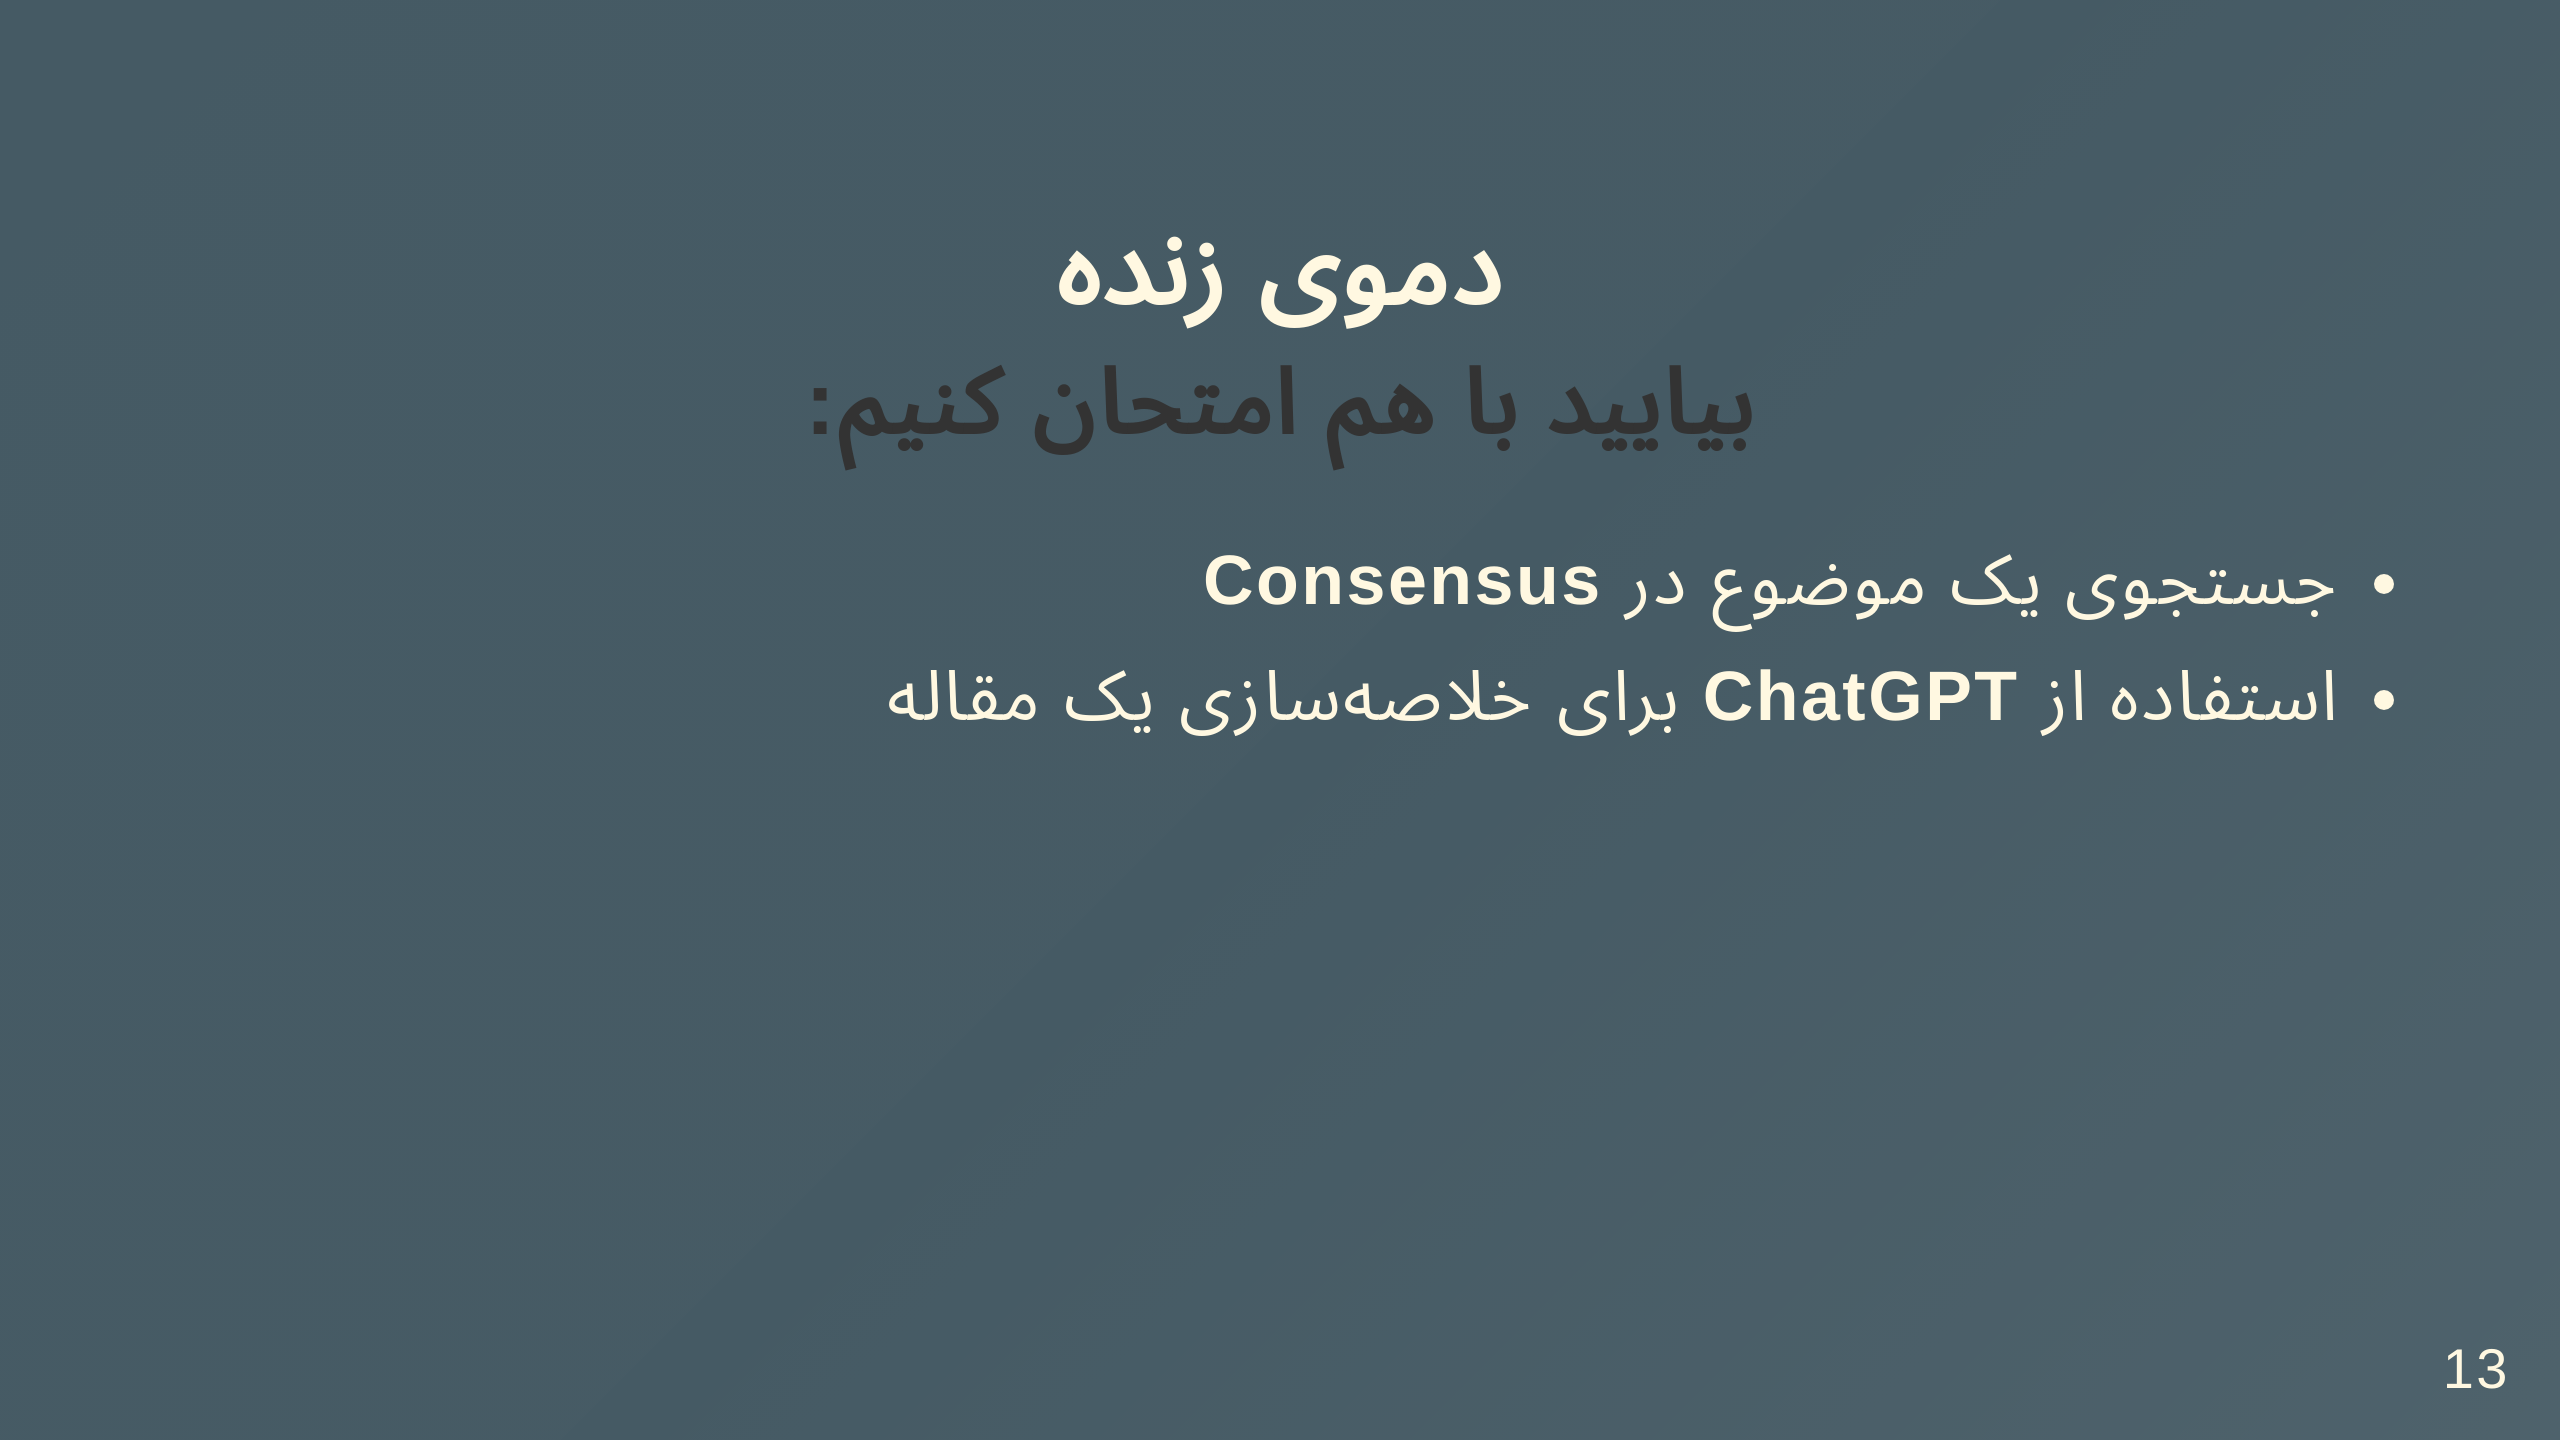 دموی زنده
بیایید با هم امتحان کنیم:
• جستجوی یک موضوع در Consensus
• استفاده از ChatGPT برای خلاصه‌سازی یک مقاله
13